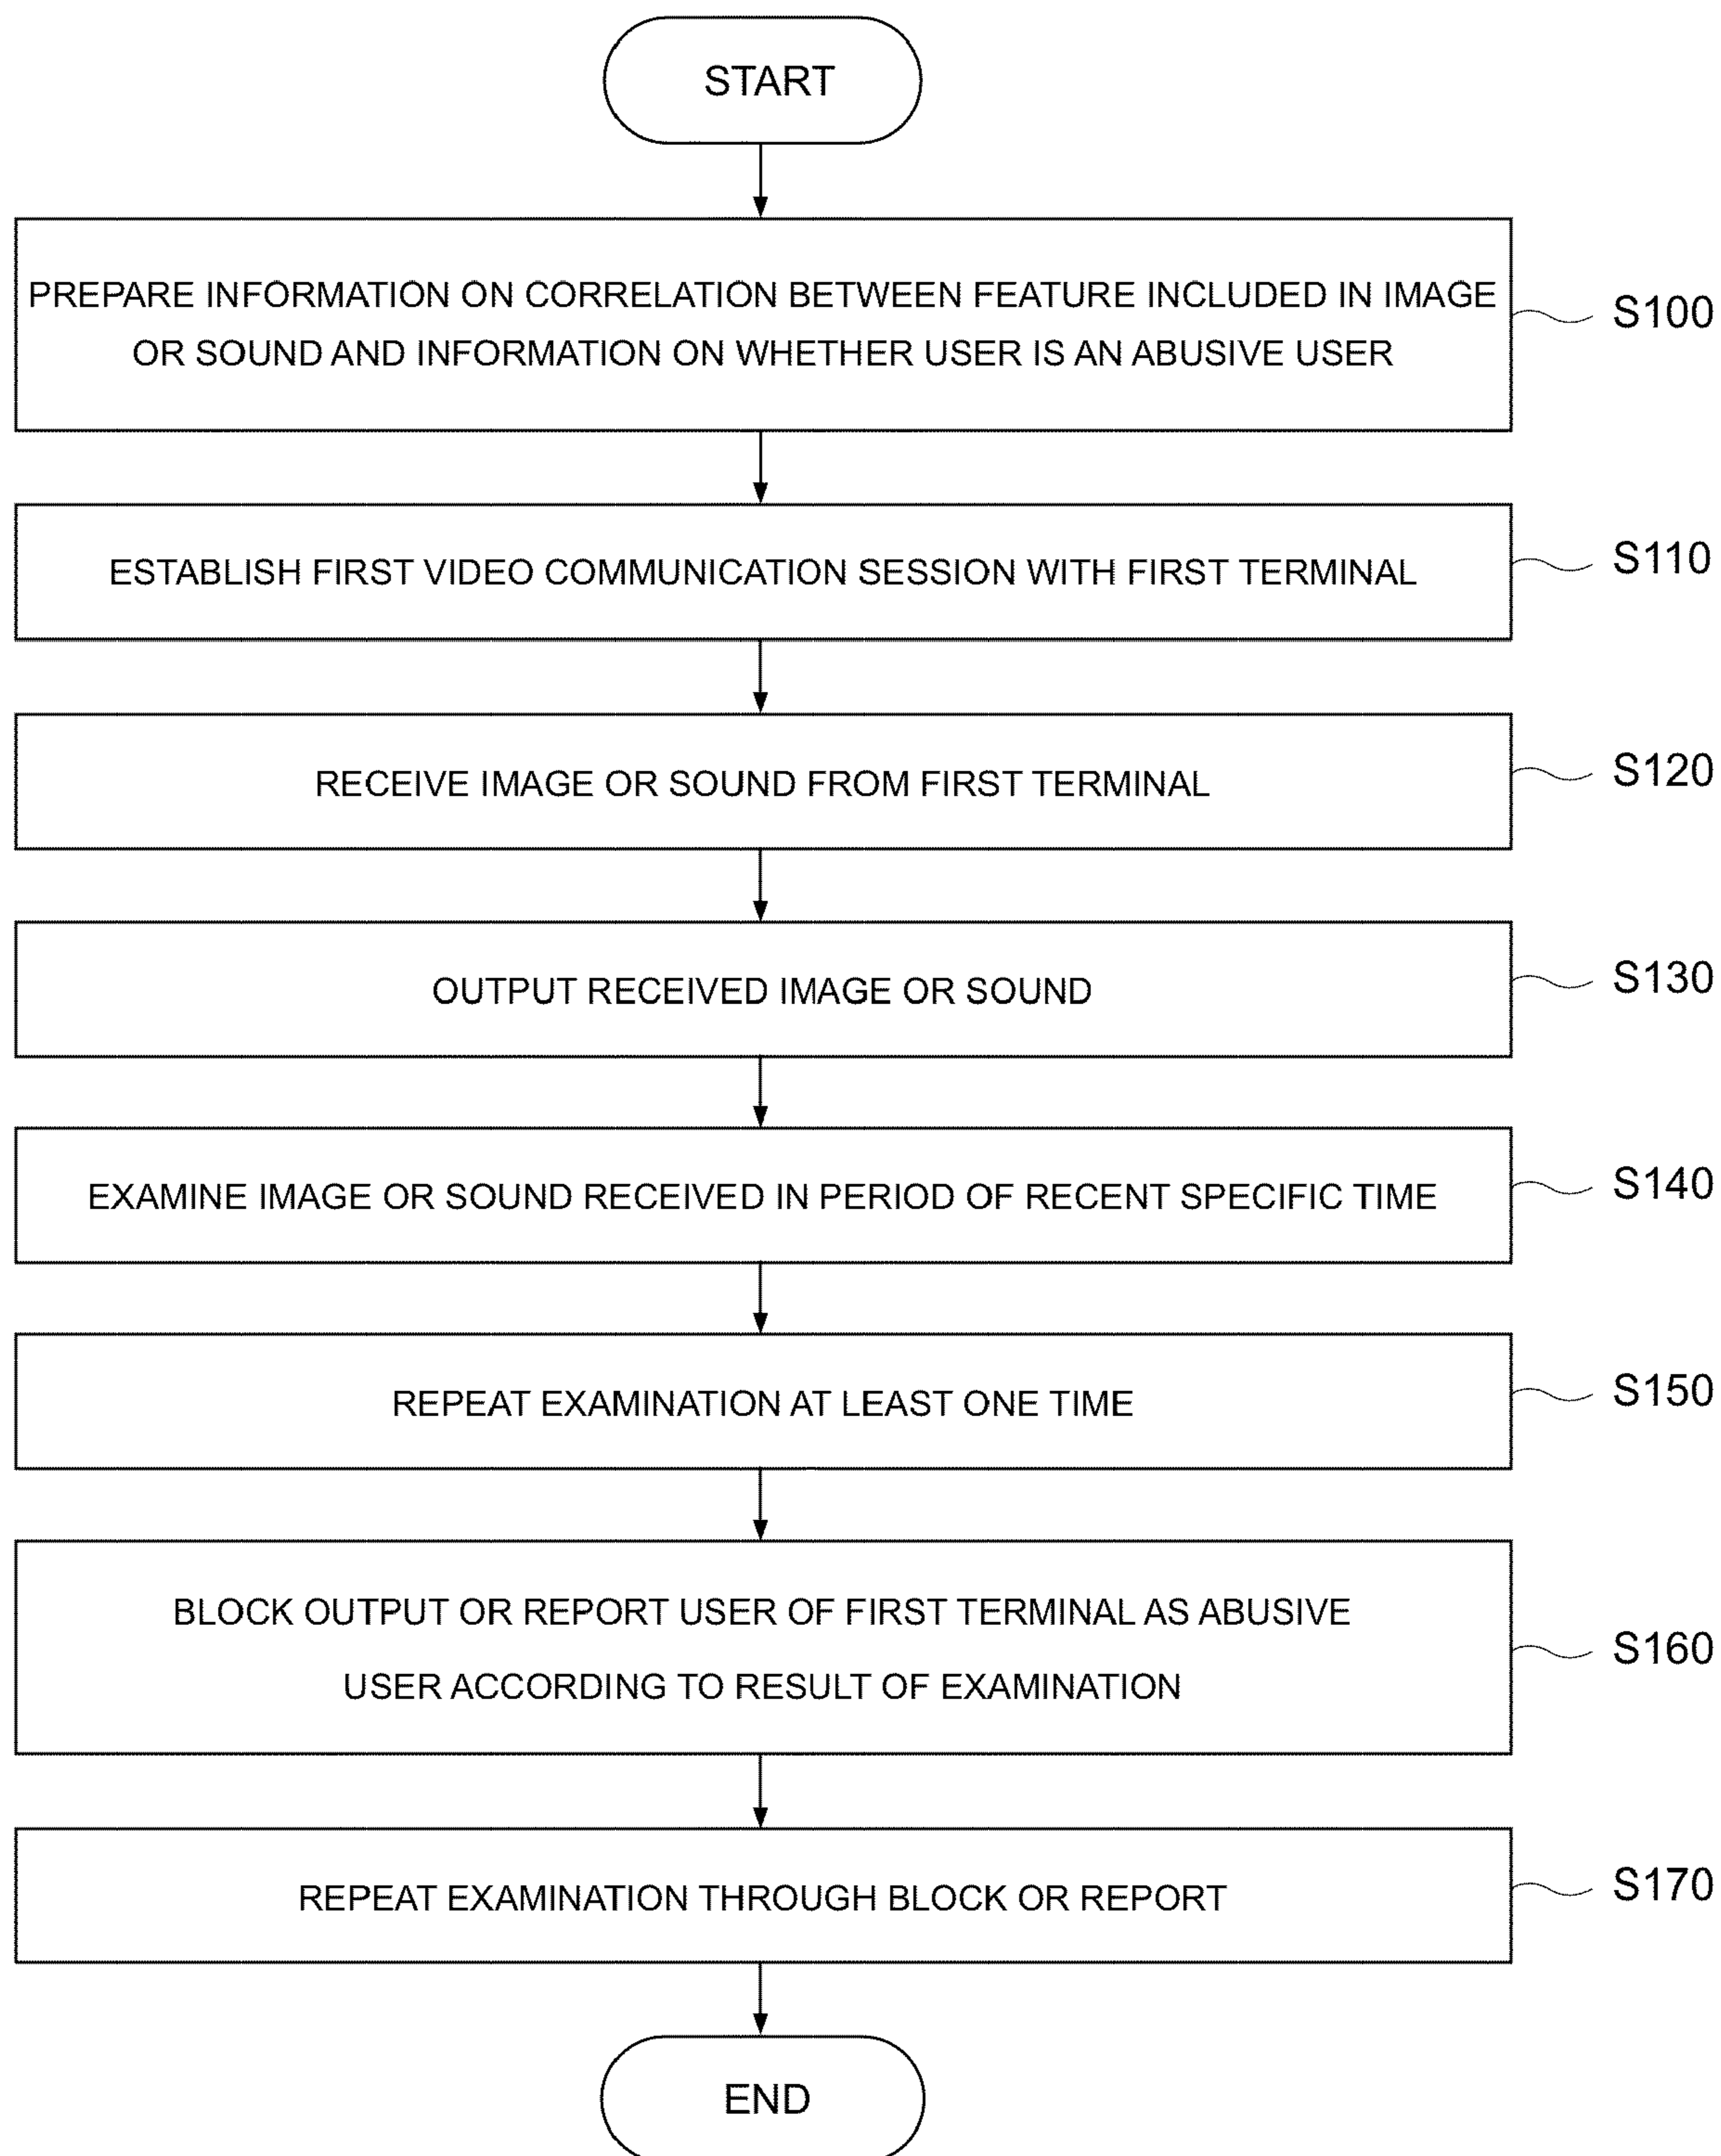 START
PREPARE INFORMATION ON CORRELATION BETWEEN FEATURE INCLUDED IN IMAGE
OR SOUND AND INFORMATION ON WHETHER USER IS AN ABUSIVE USER
S100
ESTABLISH FIRST VIDEO COMMUNICATION SESSION WITH FIRST TERMINAL
S110
RECEIVE IMAGE OR SOUND FROM FIRST TERMINAL
S120
OUTPUT RECEIVED IMAGE OR SOUND
S130
EXAMINE IMAGE OR SOUND RECEIVED IN PERIOD OF RECENT SPECIFIC TIME
S140
REPEAT EXAMINATION AT LEAST ONE TIME
S150
BLOCK OUTPUT OR REPORT USER OF FIRST TERMINAL AS ABUSIVE
USER ACCORDING TO RESULT OF EXAMINATION
S160
REPEAT EXAMINATION THROUGH BLOCK OR REPORT
S170
END